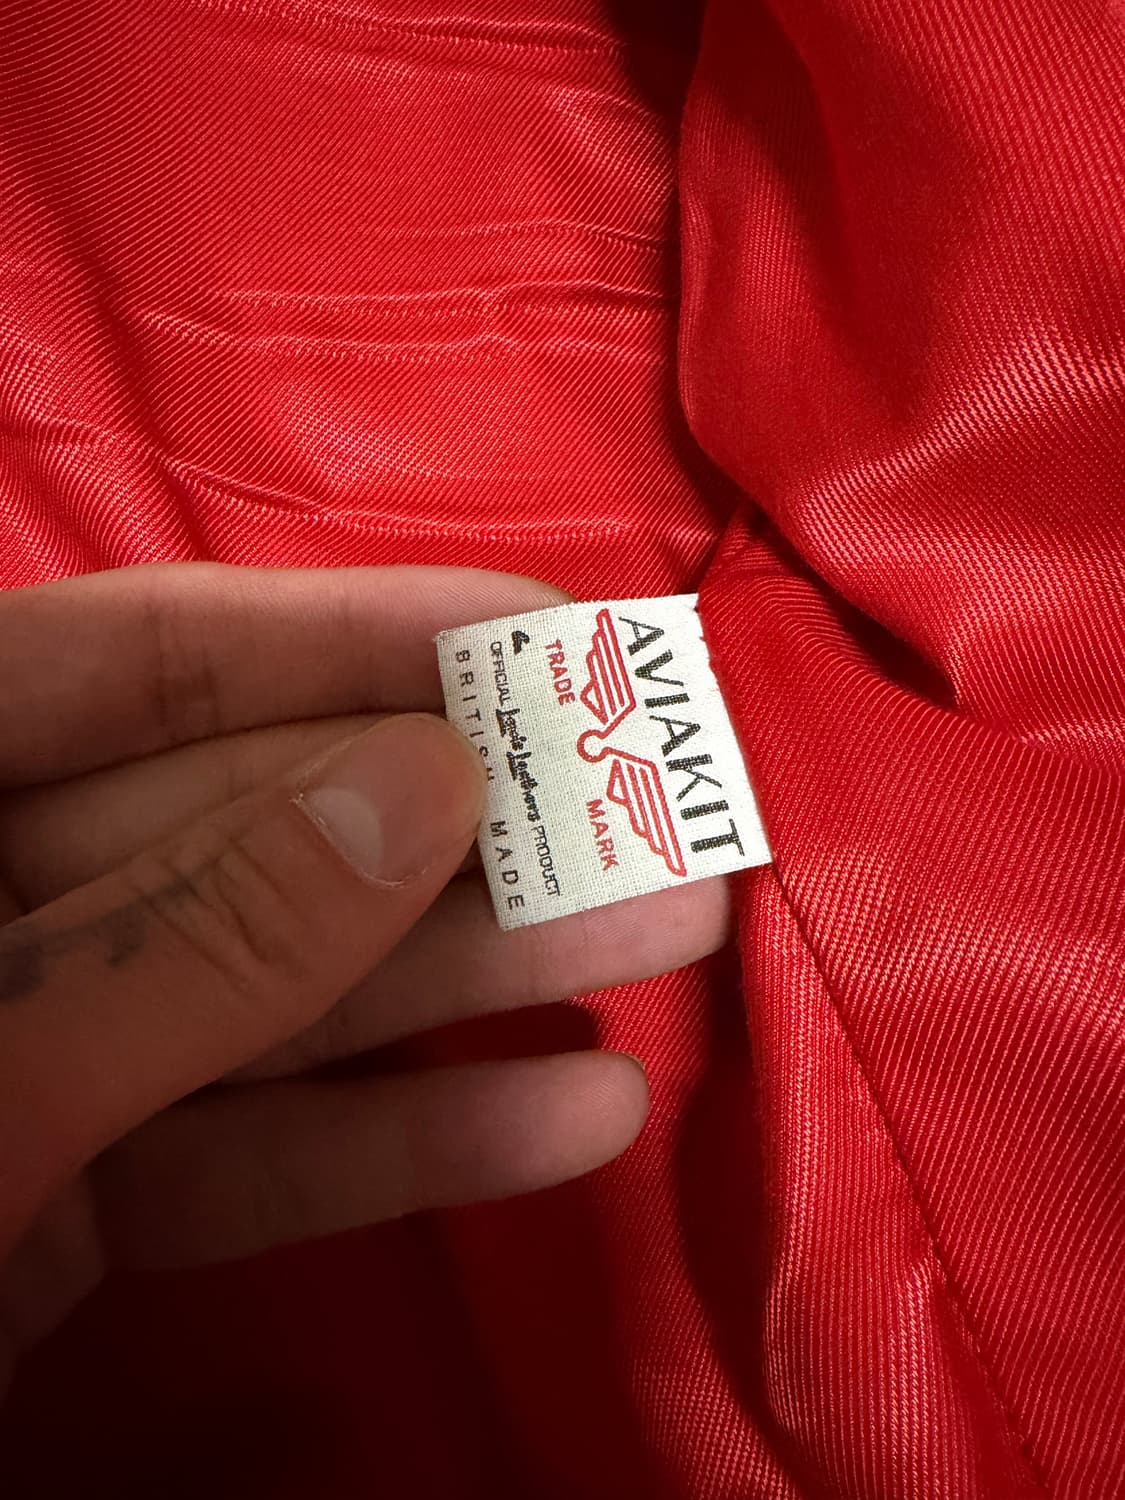 AVIAKIT
TRADE MARK
OFFICIAL Lewis Leathers PRODUCT
BRITISH MADE